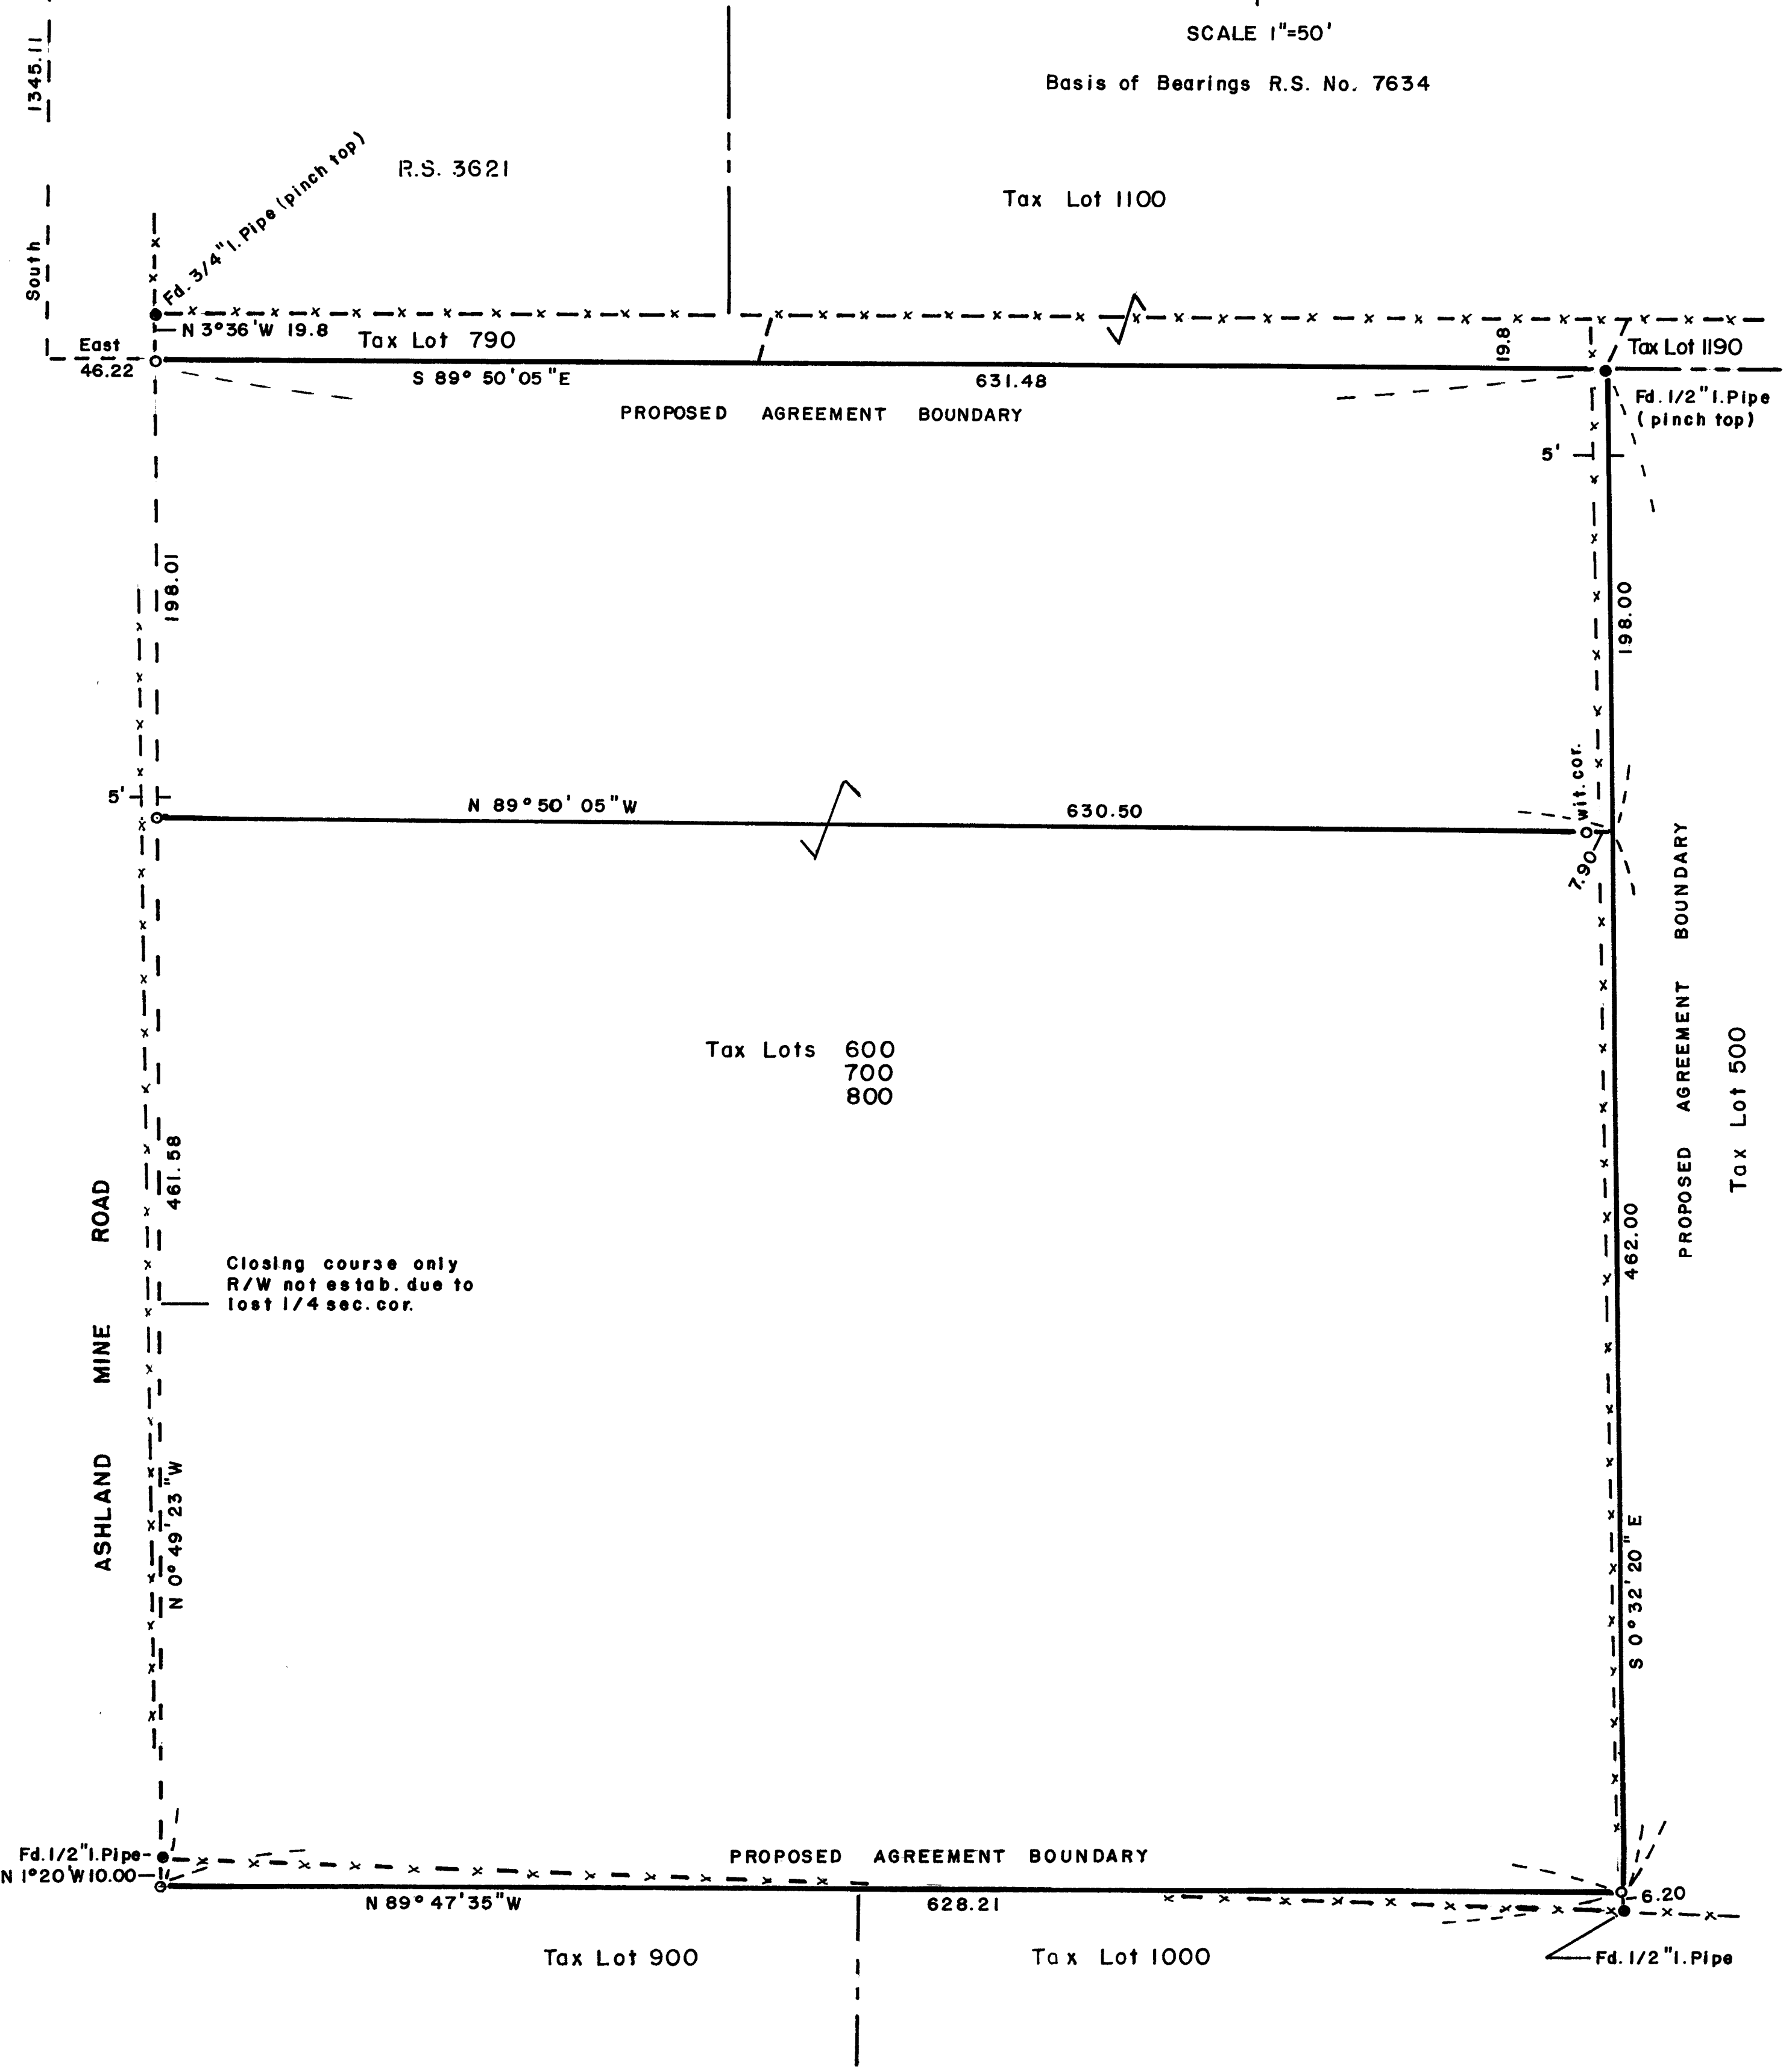 SCALE 1"=50'
Basis of Bearings R.S. No. 7634
1345.11
South
R.S. 3621
Fd. 3/4" I. Pipe (pinch top)
Tax Lot 1100
N 3°36'W 19.8
Tax Lot 790
19.8
Tax Lot 1190
East
46.22
S 89° 50'05"E
631.48
Fd. 1/2" I. Pipe
(pinch top)
PROPOSED AGREEMENT BOUNDARY
5'
198.01
198.00
wit. cor.
5'
N 89° 50' 05"W
630.50
7.90
PROPOSED AGREEMENT BOUNDARY
Tax Lot 500
Tax Lots 600
700
800
461.58
462.00
ASHLAND MINE ROAD
Closing course only
R/W not estab. due to
lost 1/4 sec. cor.
N 0° 49' 23"W
S 0° 32' 20" E
Fd. 1/2" I. Pipe
N 1°20'W 10.00
PROPOSED AGREEMENT BOUNDARY
N 89° 47'35"W
628.21
6.20
Tax Lot 900
Tax Lot 1000
Fd. 1/2" I. Pipe